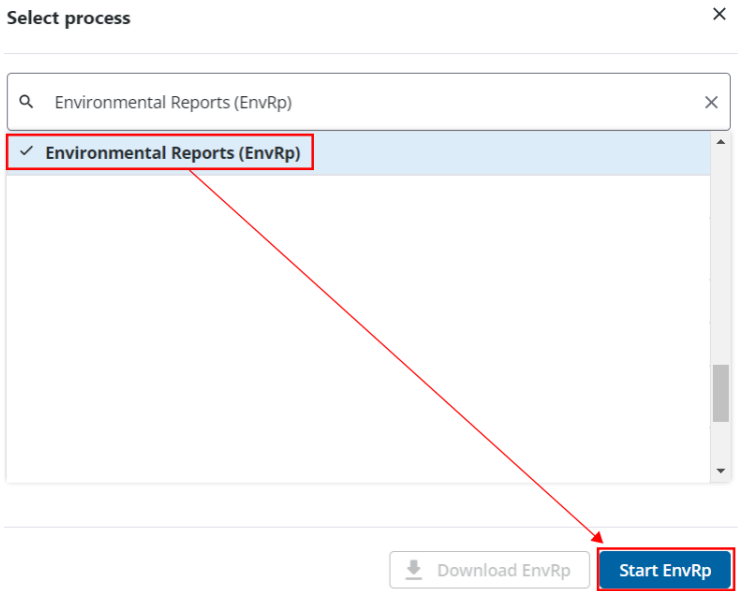 Select process
Environmental Reports (EnvRp)
Environmental Reports (EnvRp)
Download EnvRp
Start EnvRp